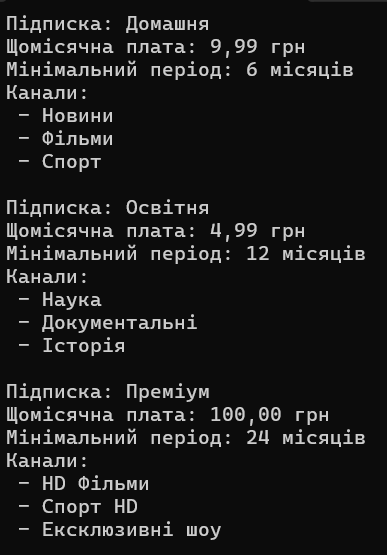 Підписка: Домашня
Щомісячна плата: 9,99 грн
Мінімальний період: 6 місяців
Канали:
 - Новини
 - Фільми
 - Спорт

Підписка: Освітня
Щомісячна плата: 4,99 грн
Мінімальний період: 12 місяців
Канали:
 - Наука
 - Документальні
 - Історія

Підписка: Преміум
Щомісячна плата: 100,00 грн
Мінімальний період: 24 місяців
Канали:
 - HD Фільми
 - Спорт HD
 - Ексклюзивні шоу